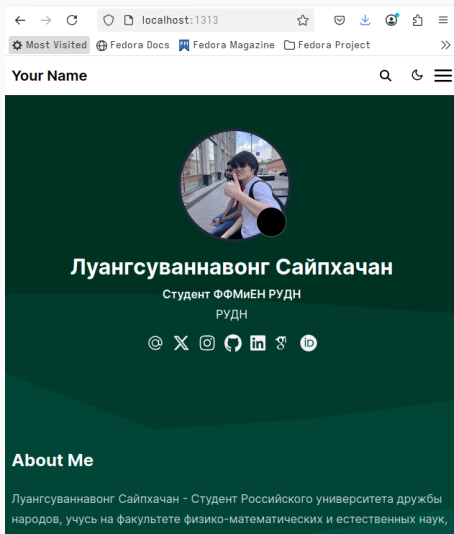 localhost:1313
Most Visited Fedora Docs Fedora Magazine Fedora Project
Your Name
Луангсуваннавонг Сайпхачан
Студент ФФМиЕН РУДН
РУДН
About Me
Луангсуваннавонг Сайпхачан - Студент Российского университета дружбы
народов, учусь на факультете физико-математических и естественных наук,